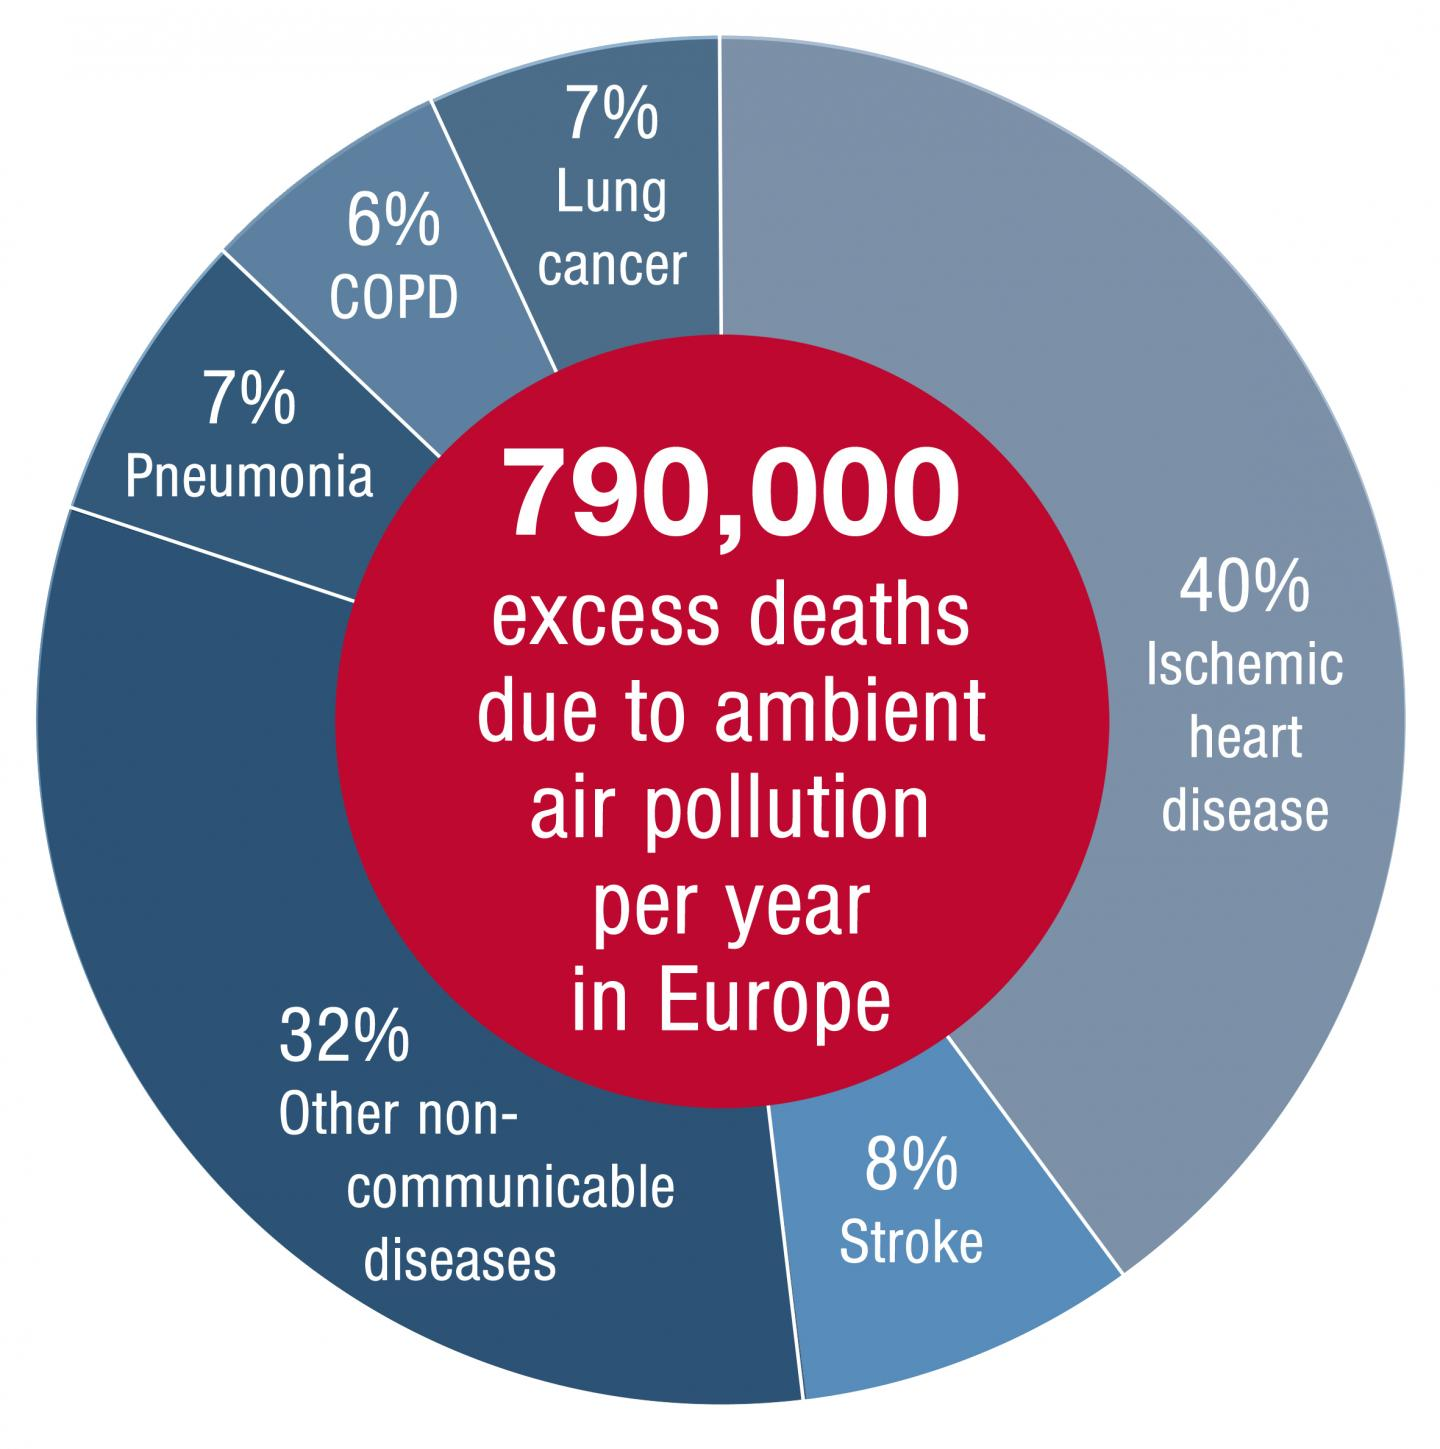 7%
Lung
cancer
6%
COPD
7%
Pneumonia
790,000
excess deaths
due to ambient
air pollution
per year
in Europe
40%
Ischemic
heart
disease
32%
Other non-
communicable
diseases
8%
Stroke